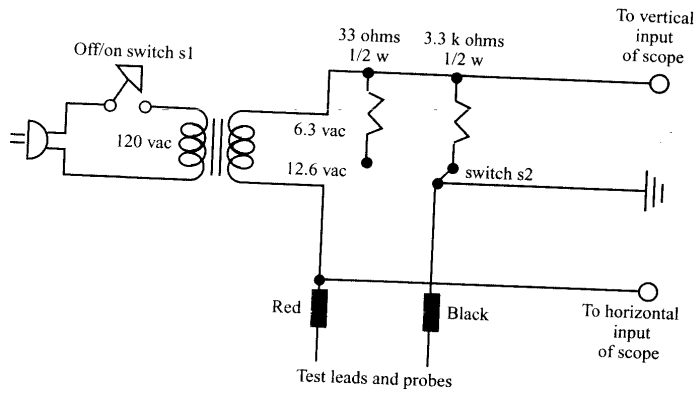 To vertical
input
of scope
33 ohms
1/2 w
3.3 k ohms
1/2 w
Off/on switch s1
120 vac
6.3 vac
12.6 vac
switch s2
Red
Black
To horizontal
input
of scope
Test leads and probes